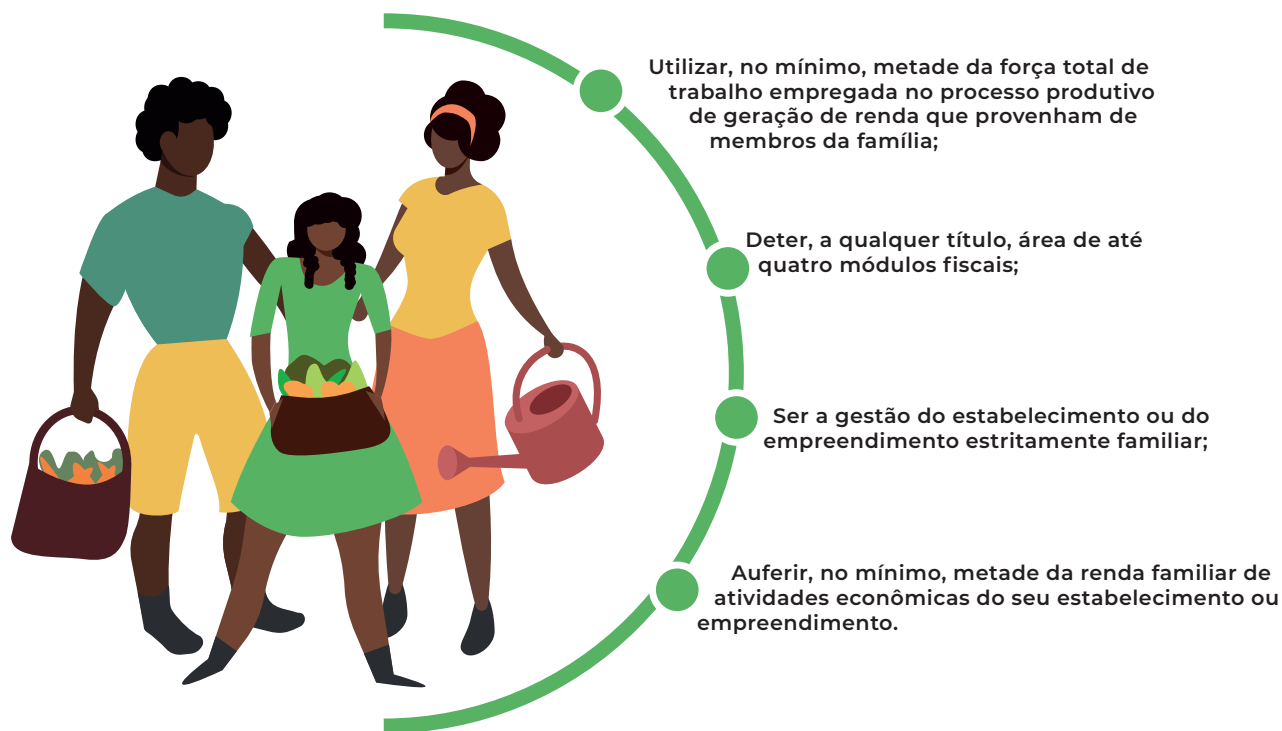 Utilizar, no mínimo, metade da força total de
trabalho empregada no processo produtivo
de geração de renda que provenham de
membros da família;
Deter, a qualquer título, área de até
quatro módulos fiscais;
Ser a gestão do estabelecimento ou do
empreendimento estritamente familiar;
Auferir, no mínimo, metade da renda familiar de
atividades econômicas do seu estabelecimento ou
empreendimento.